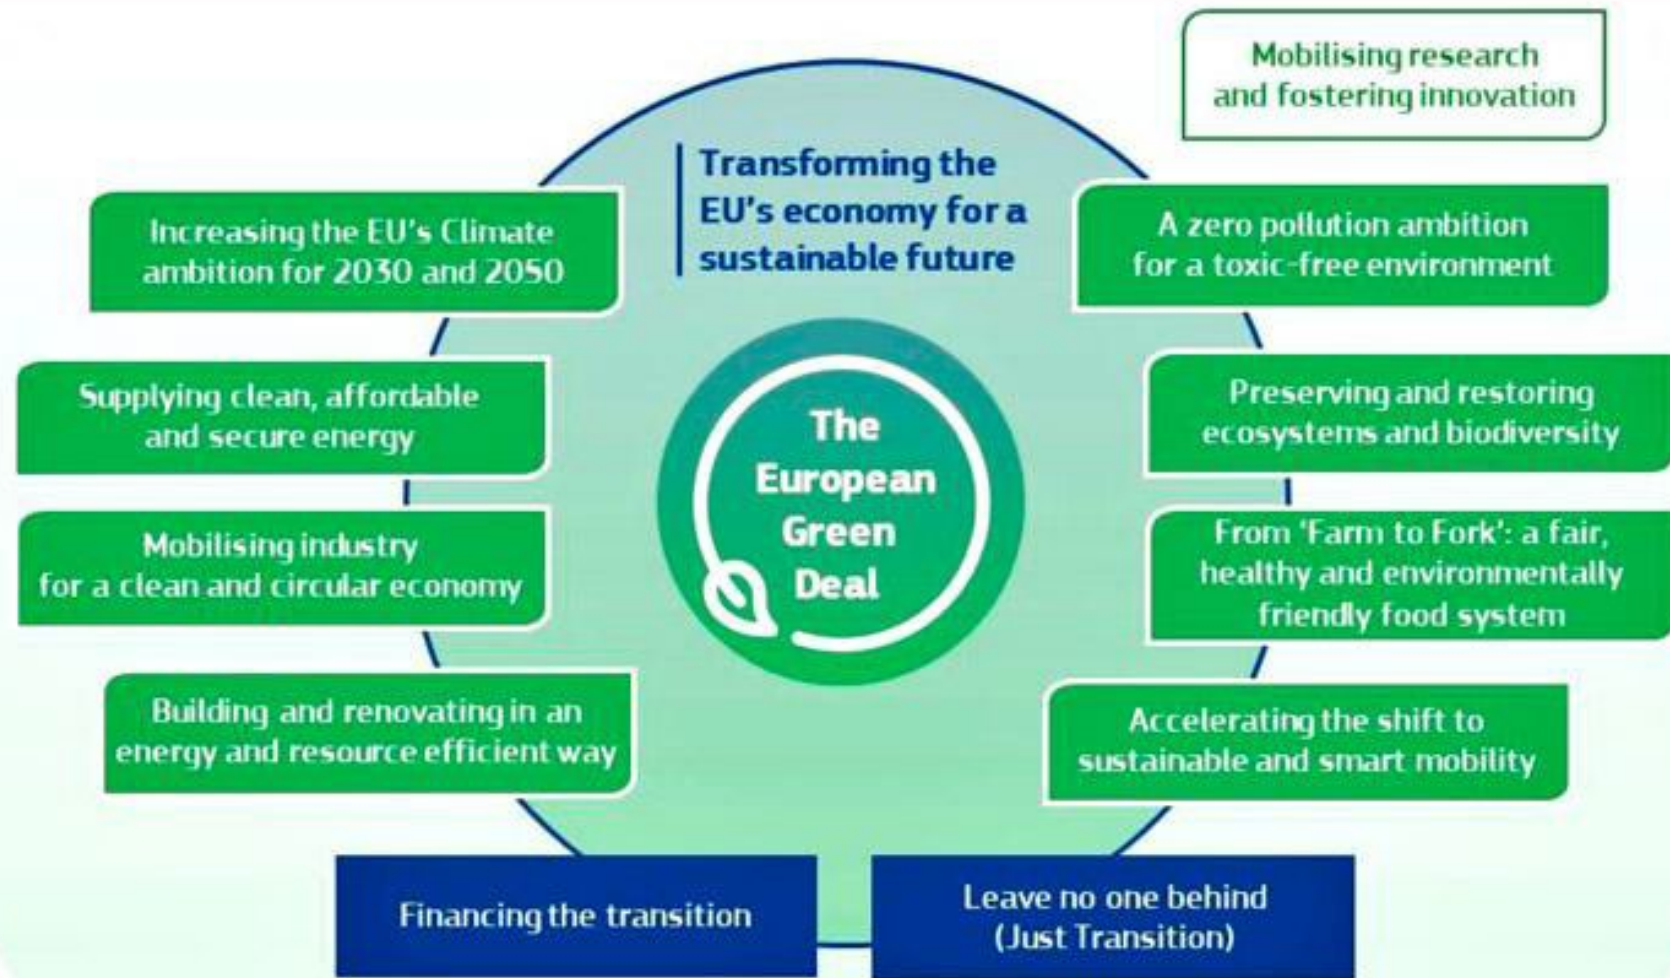 Mobilising research
and fostering innovation
Transforming the
EU's economy for a
sustainable future
Increasing the EU's Climate
ambition for 2030 and 2050
A zero pollution ambition
for a toxic-free environment
Supplying clean, affordable
and secure energy
Preserving and restoring
ecosystems and biodiversity
The
European
Green
Deal
Mobilising industry
for a clean and circular economy
From 'Farm to Fork': a fair,
healthy and environmentally
friendly food system
Building and renovating in an
energy and resource efficient way
Accelerating the shift to
sustainable and smart mobility
Financing the transition
Leave no one behind
(Just Transition)